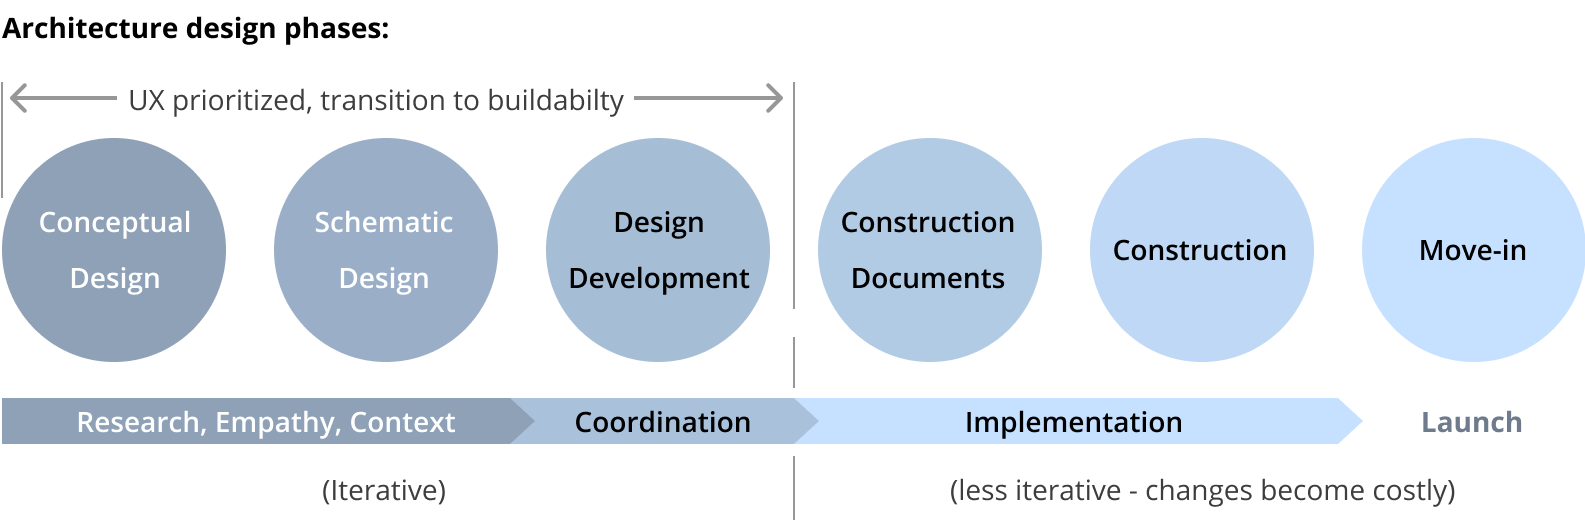 Architecture design phases:
UX prioritized, transition to buildabilty
Conceptual
Design
Schematic
Design
Design
Development
Construction
Documents
Construction
Move-in
Research, Empathy, Context
Coordination
Implementation
Launch
(Iterative)
(less iterative - changes become costly)